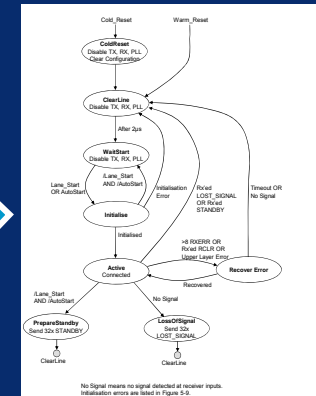 Cold_Reset
Warm_Reset
ColdReset
Disable TX, RX, PLL
Clear Configuration
ClearLine
Disable TX, RX, PLL
After 2µs
WaitStart
Disable TX, RX, PLL
Lane_Start
OR AutoStart
/Lane_Start
AND /AutoStart
Initialisation
Error
Rx'ed
LOST_SIGNAL
OR Rx'ed
STANDBY
Timeout OR
No Signal
Initialise
Initialised
>8 RXERR OR
Rx'ed RCLR OR
Upper Layer Error
Active
Connected
Recover Error
Recovered
/Lane_Start
AND /AutoStart
No Signal
PrepareStandby
Send 32x STANDBY
LossOfSignal
Send 32x
LOST_SIGNAL
ClearLine
ClearLine
No Signal means no signal detected at receiver inputs.
Initialisation errors are listed in Figure 5-9.